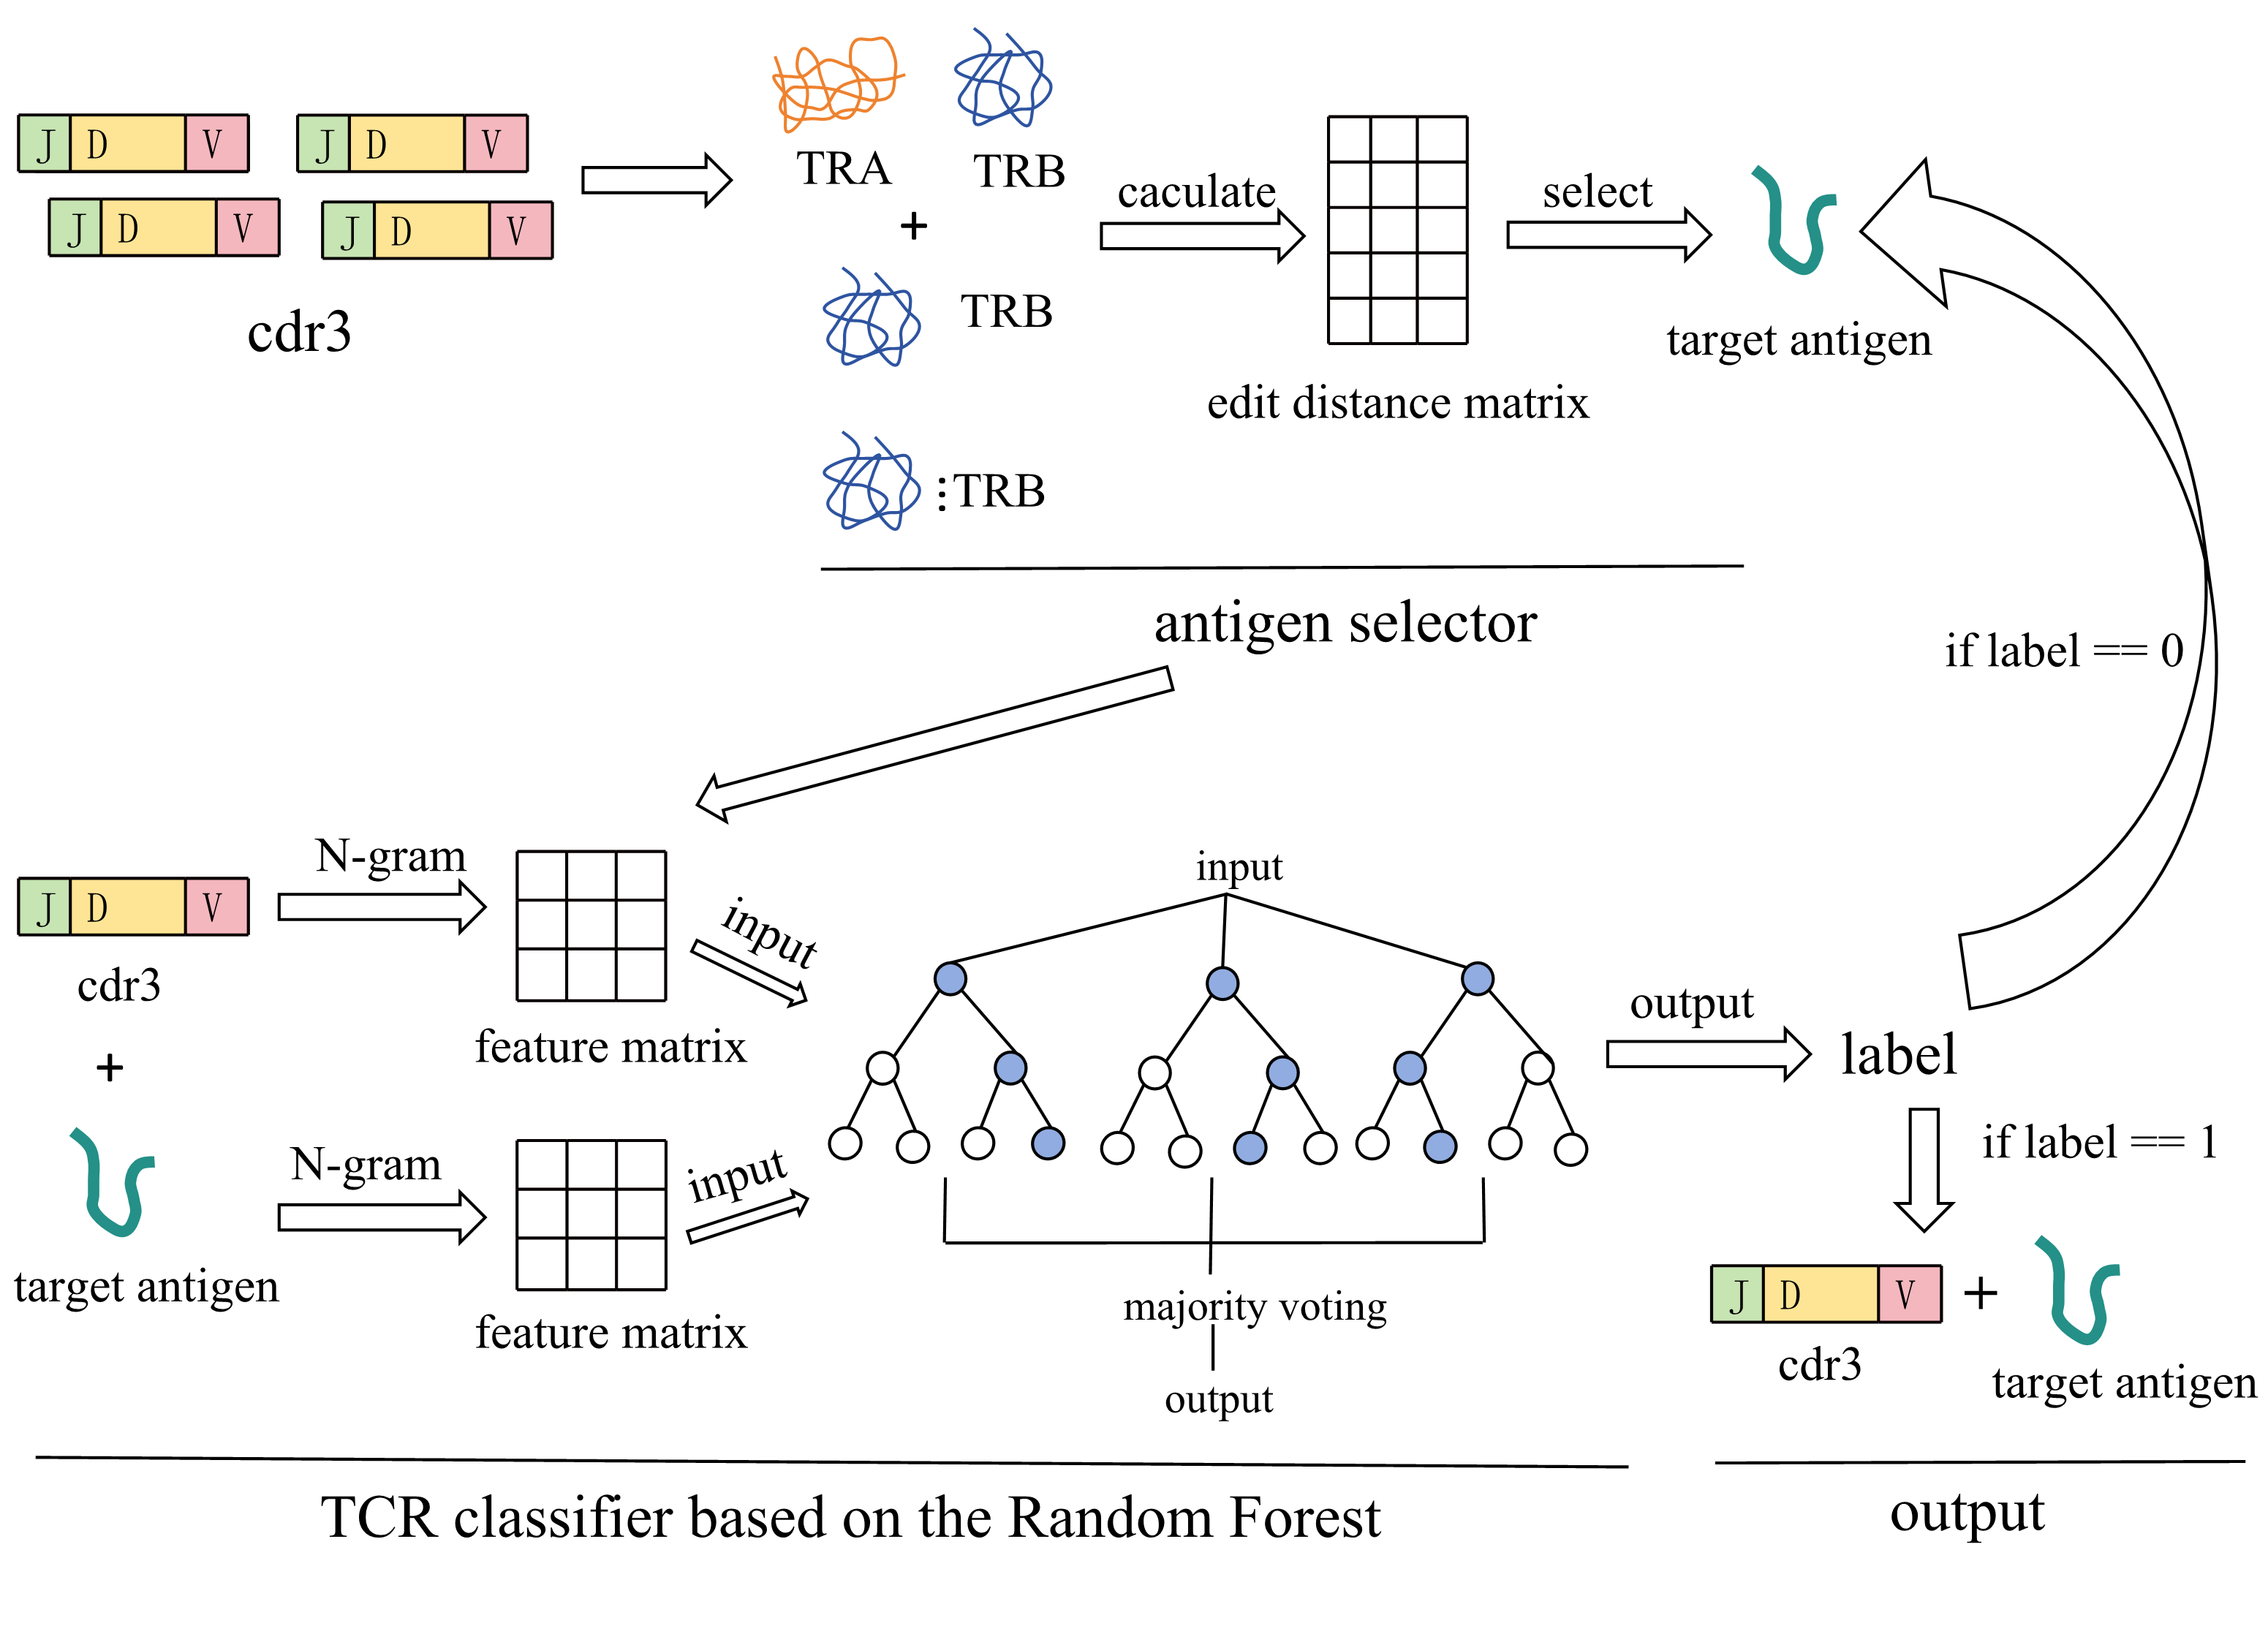 J D V
J D V
J D V
J D V
cdr3
TRA
TRB
+
TRB
TRB
caculate
edit distance matrix
select
target antigen
antigen selector
if label == 0
J D V
cdr3
+
target antigen
N-gram
feature matrix
input
N-gram
feature matrix
input
input
majority voting
output
output
label
if label == 1
J D V
+
cdr3
target antigen
TCR classifier based on the Random Forest
output